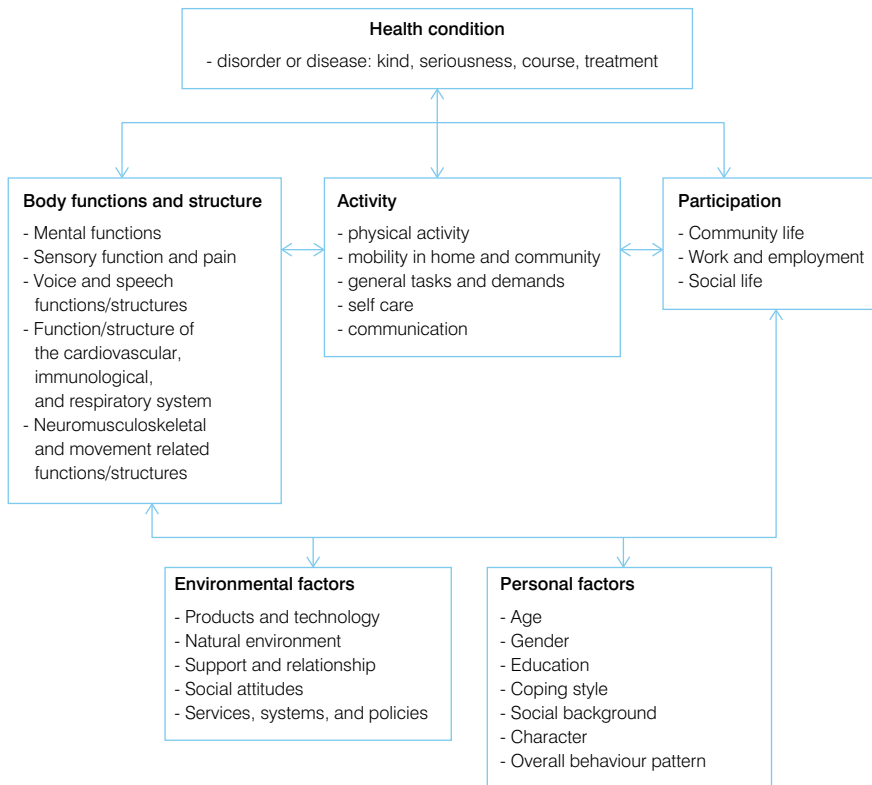 Health condition
- disorder or disease: kind, seriousness, course, treatment
Body functions and structure
- Mental functions
- Sensory function and pain
- Voice and speech
functions/structures
- Function/structure of
the cardiovascular,
immunological,
and respiratory system
- Neuromusculoskeletal
and movement related
functions/structures
Activity
- physical activity
- mobility in home and community
- general tasks and demands
- self care
- communication
Participation
- Community life
- Work and employment
- Social life
Environmental factors
- Products and technology
- Natural environment
- Support and relationship
- Social attitudes
- Services, systems, and policies
Personal factors
- Age
- Gender
- Education
- Coping style
- Social background
- Character
- Overall behaviour pattern